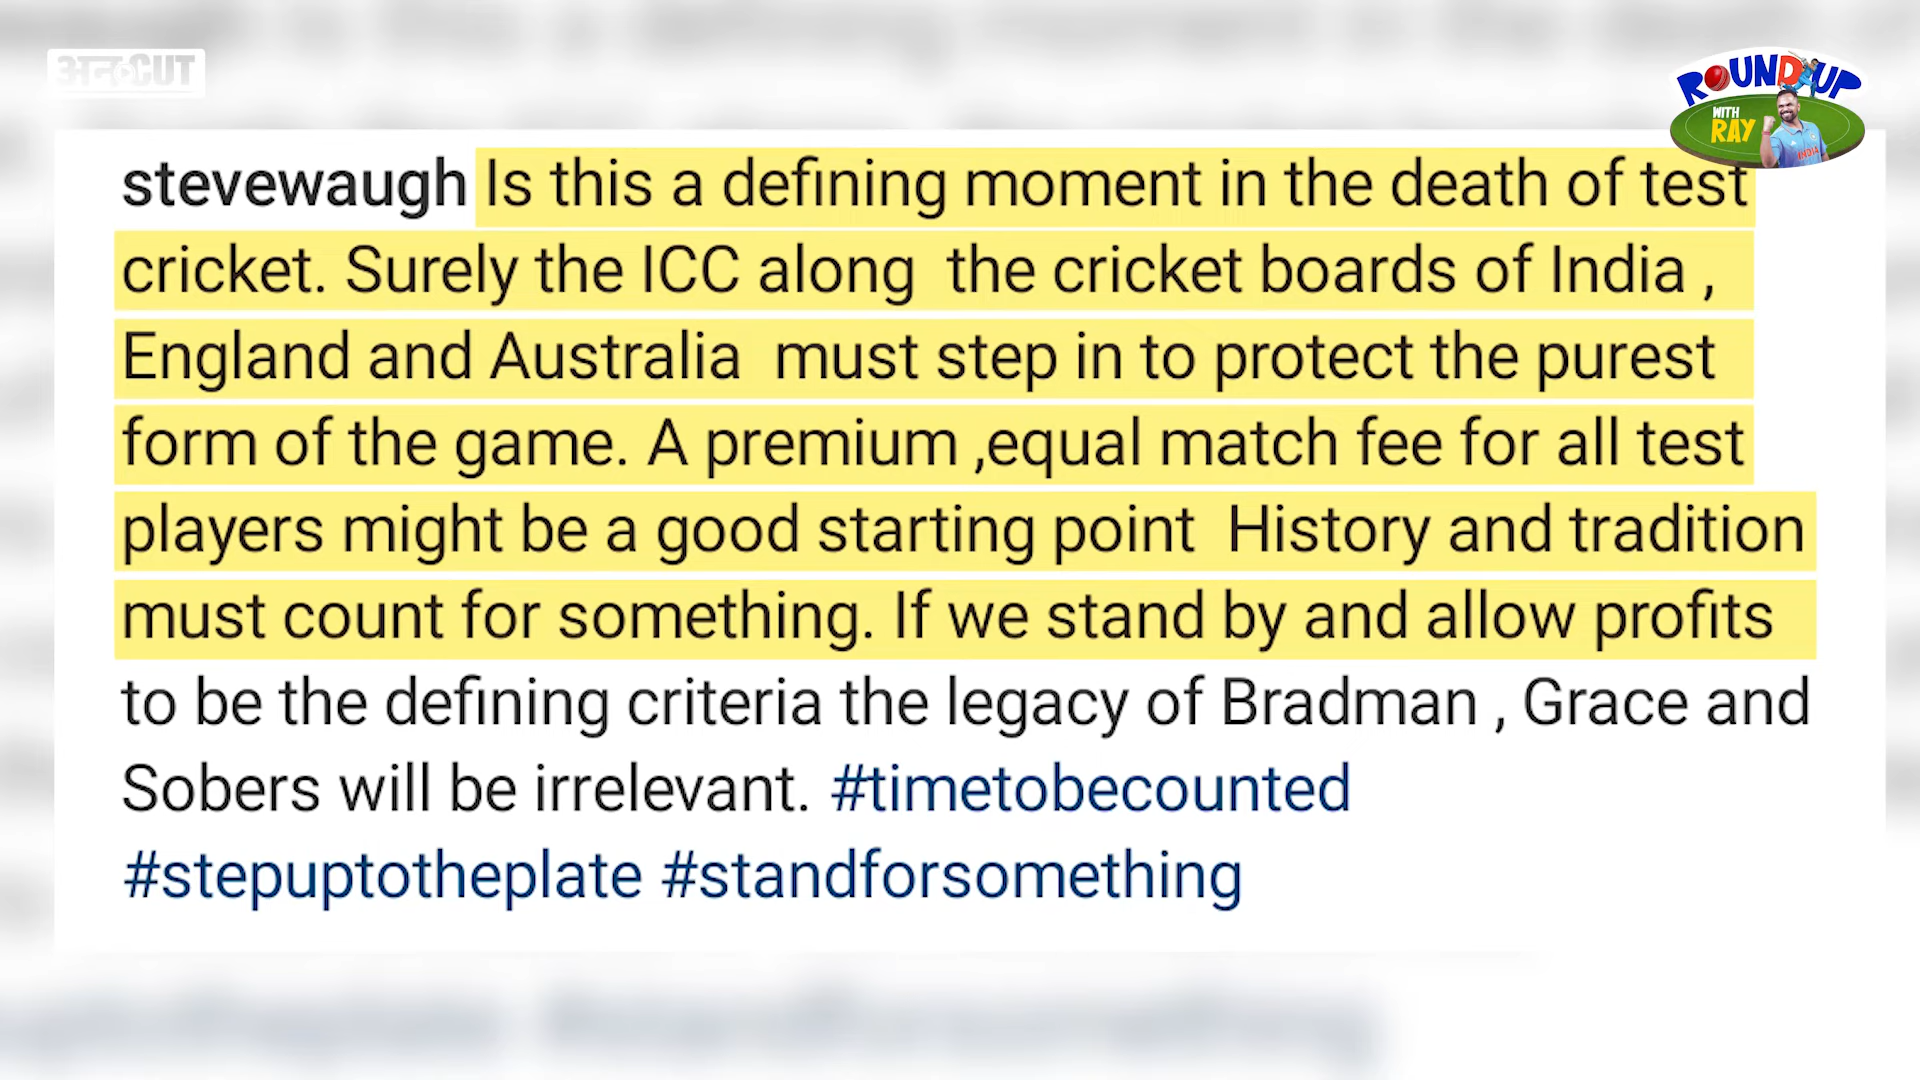 अनCUT
ROUND UP
WITH
RAY
INDIA
stevewaugh Is this a defining moment in the death of test
cricket. Surely the ICC along  the cricket boards of India ,
England and Australia  must step in to protect the purest
form of the game. A premium ,equal match fee for all test
players might be a good starting point  History and tradition
must count for something. If we stand by and allow profits
to be the defining criteria the legacy of Bradman , Grace and
Sobers will be irrelevant. #timetobecounted
#stepuptotheplate #standforsomething